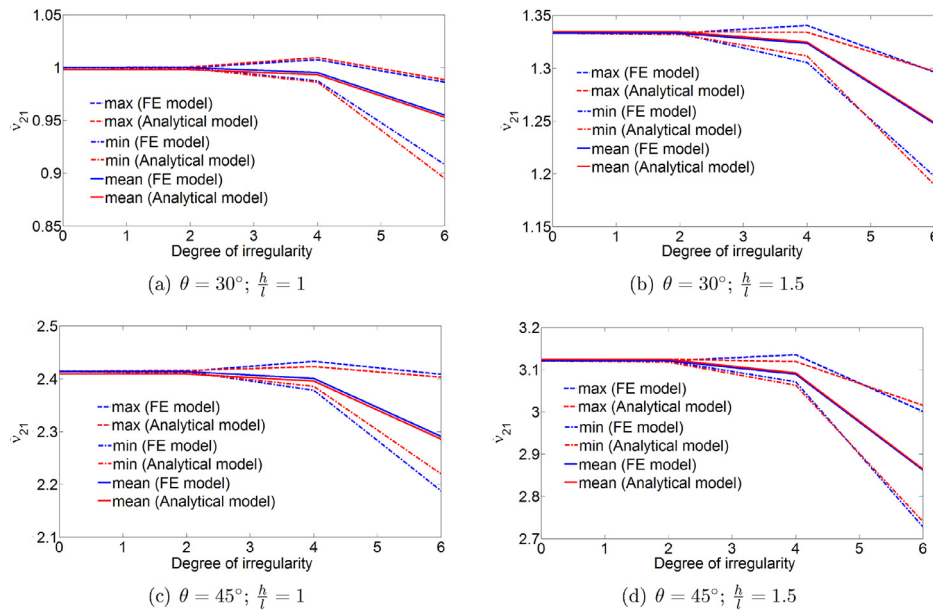 1.05
1
0.95
0.9
0.85
ν̄₂₁
max (FE model)
max (Analytical model)
min (FE model)
min (Analytical model)
mean (FE model)
mean (Analytical model)
0 1 2 3 4 5 6
Degree of irregularity
(a) θ = 30°; h/l = 1
1.35
1.3
1.25
1.2
1.15
ν̄₂₁
max (FE model)
max (Analytical model)
min (FE model)
min (Analytical model)
mean (FE model)
mean (Analytical model)
0 1 2 3 4 5 6
Degree of irregularity
(b) θ = 30°; h/l = 1.5
2.5
2.4
2.3
2.2
2.1
ν̄₂₁
max (FE model)
max (Analytical model)
min (FE model)
min (Analytical model)
mean (FE model)
mean (Analytical model)
0 1 2 3 4 5 6
Degree of irregularity
(c) θ = 45°; h/l = 1
3.2
3.1
3
2.9
2.8
2.7
ν̄₂₁
max (FE model)
max (Analytical model)
min (FE model)
min (Analytical model)
mean (FE model)
mean (Analytical model)
0 1 2 3 4 5 6
Degree of irregularity
(d) θ = 45°; h/l = 1.5